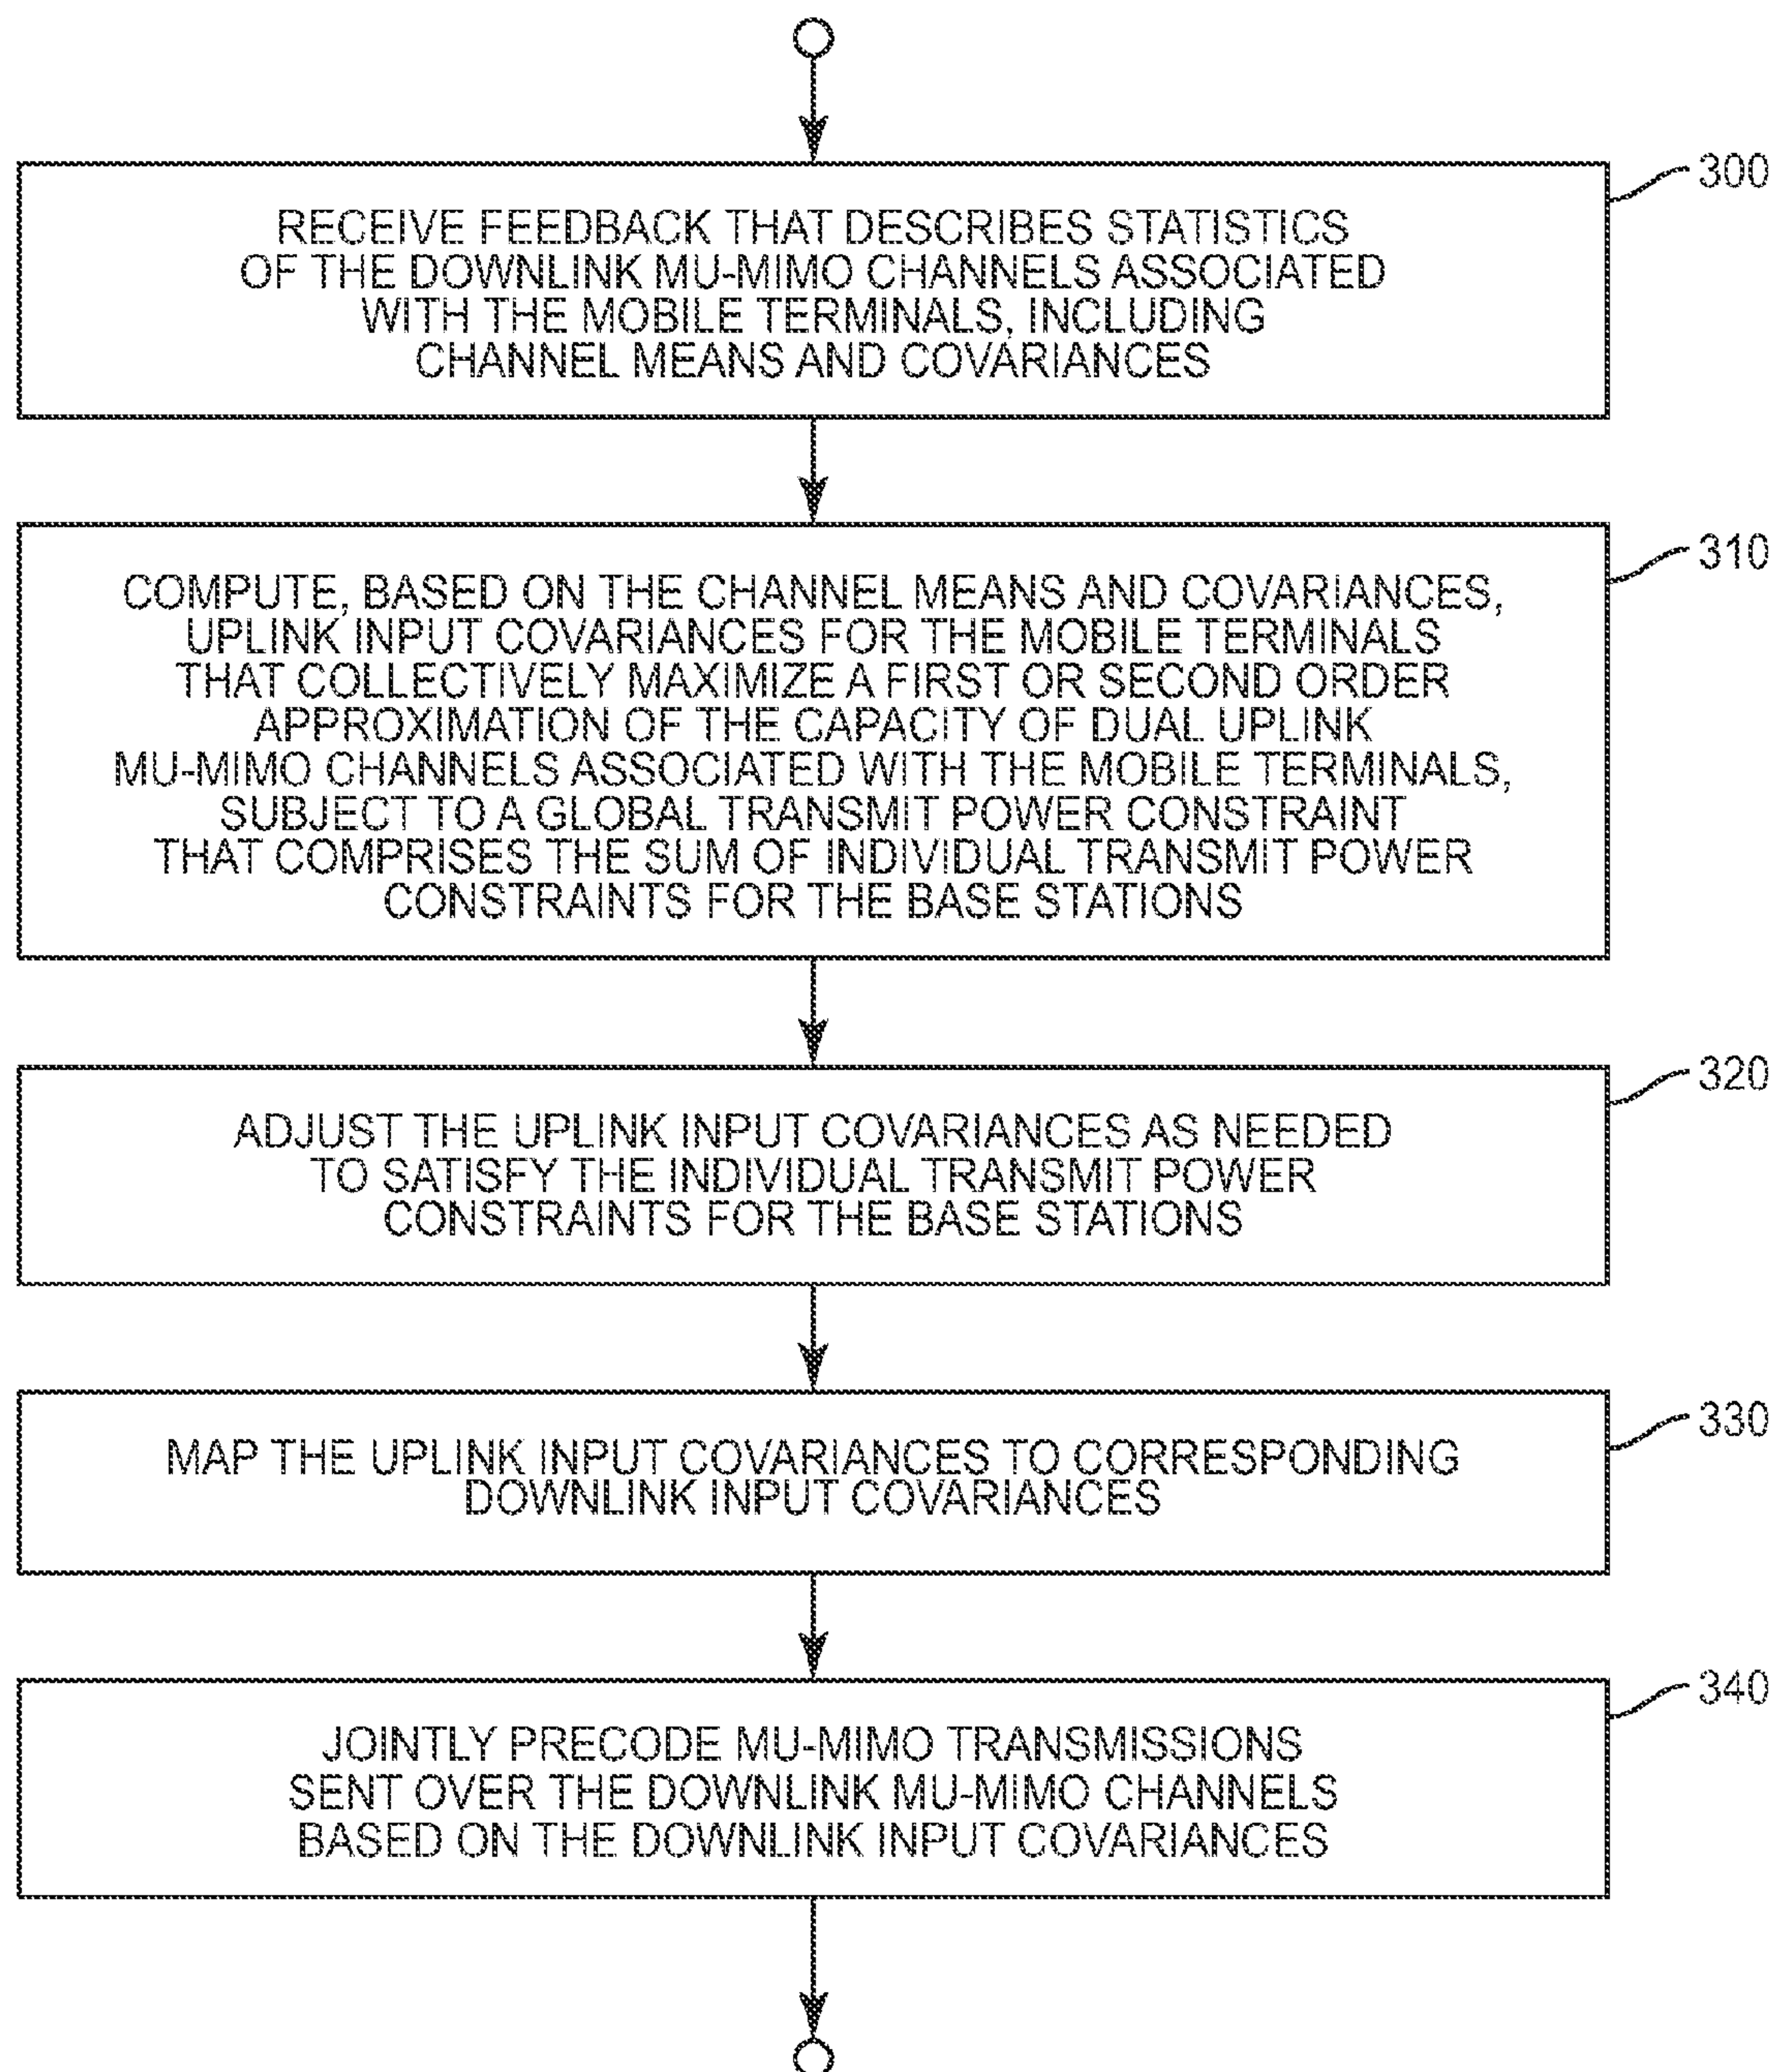 300
RECEIVE FEEDBACK THAT DESCRIBES STATISTICS
OF THE DOWNLINK MU-MIMO CHANNELS ASSOCIATED
WITH THE MOBILE TERMINALS, INCLUDING
CHANNEL MEANS AND COVARIANCES
310
COMPUTE, BASED ON THE CHANNEL MEANS AND COVARIANCES,
UPLINK INPUT COVARIANCES FOR THE MOBILE TERMINALS
THAT COLLECTIVELY MAXIMIZE A FIRST OR SECOND ORDER
APPROXIMATION OF THE CAPACITY OF DUAL UPLINK
MU-MIMO CHANNELS ASSOCIATED WITH THE MOBILE TERMINALS,
SUBJECT TO A GLOBAL TRANSMIT POWER CONSTRAINT
THAT COMPRISES THE SUM OF INDIVIDUAL TRANSMIT POWER
CONSTRAINTS FOR THE BASE STATIONS
320
ADJUST THE UPLINK INPUT COVARIANCES AS NEEDED
TO SATISFY THE INDIVIDUAL TRANSMIT POWER
CONSTRAINTS FOR THE BASE STATIONS
330
MAP THE UPLINK INPUT COVARIANCES TO CORRESPONDING
DOWNLINK INPUT COVARIANCES
340
JOINTLY PRECODE MU-MIMO TRANSMISSIONS
SENT OVER THE DOWNLINK MU-MIMO CHANNELS
BASED ON THE DOWNLINK INPUT COVARIANCES